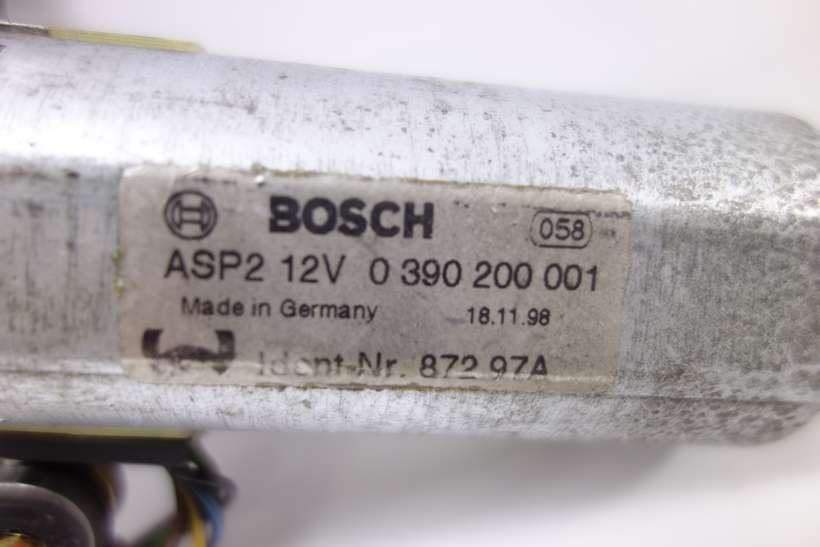 BOSCH 058
ASP2 12V 0 390 200 001
Made in Germany 18.11.98
Ident-Nr. 872 97A